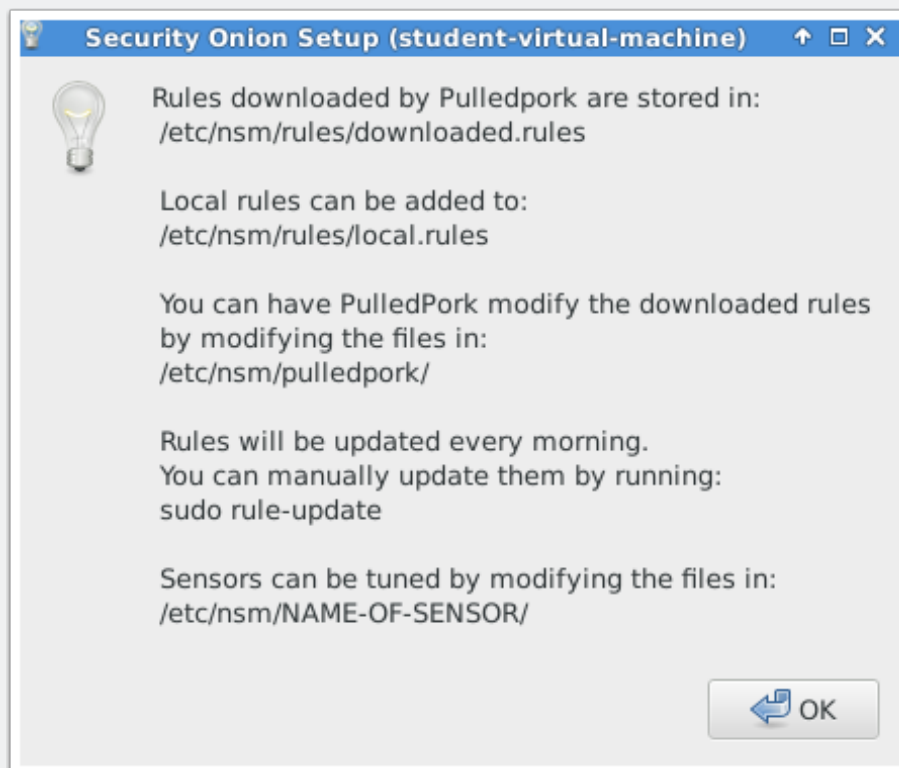 Security Onion Setup (student-virtual-machine)
Rules downloaded by Pulledpork are stored in:
/etc/nsm/rules/downloaded.rules
Local rules can be added to:
/etc/nsm/rules/local.rules
You can have PulledPork modify the downloaded rules
by modifying the files in:
/etc/nsm/pulledpork/
Rules will be updated every morning.
You can manually update them by running:
sudo rule-update
Sensors can be tuned by modifying the files in:
/etc/nsm/NAME-OF-SENSOR/
OK